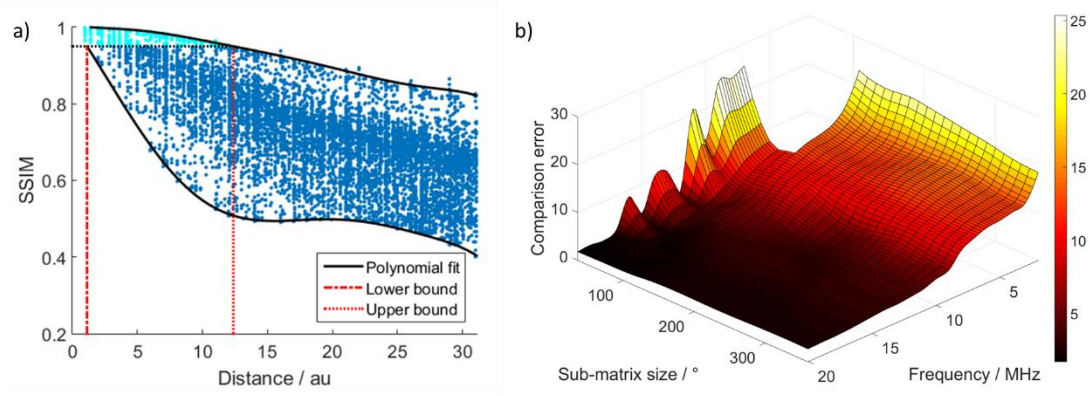 a)
1
0.8
0.6
0.4
0.2
SSIM
0 5 10 15 20 25 30
Distance / au
Polynomial fit
Lower bound
Upper bound
b)
30
20
10
0
Comparison error
100
200
300
Sub-matrix size / °
5
10
15
20
Frequency / MHz
25
20
15
10
5